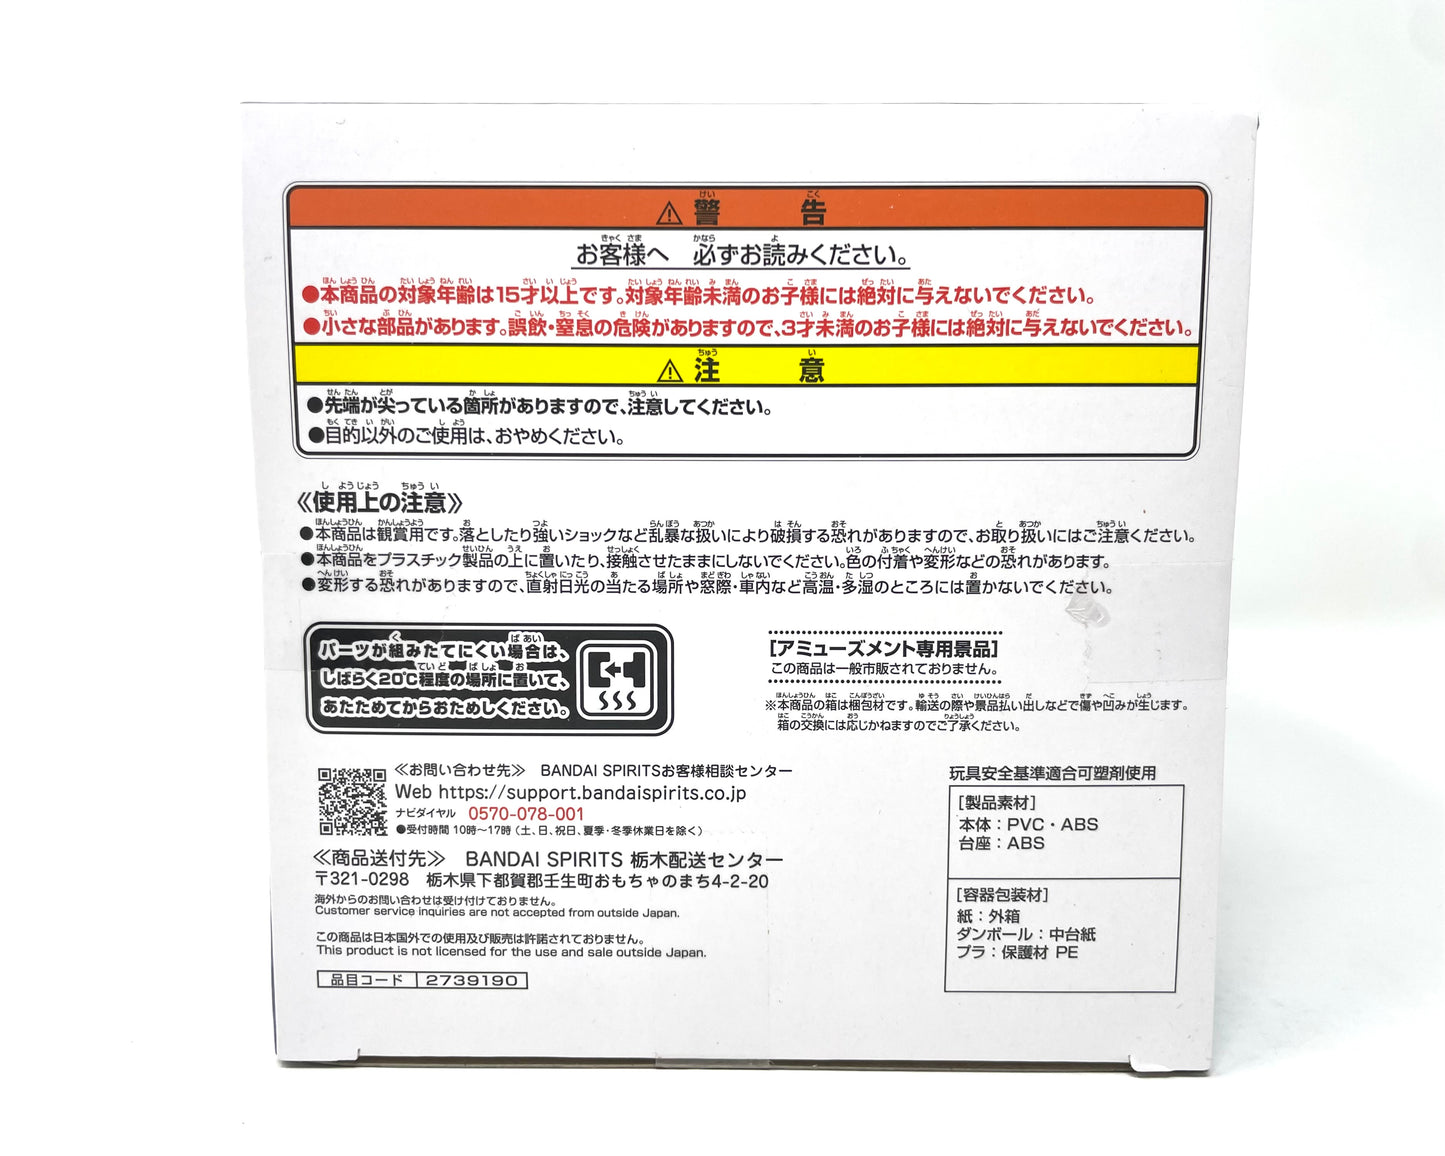 ⚠警告
お客様へ 必ずお読みください。
●本商品の対象年齢は15才以上です。対象年齢未満のお子様には絶対に与えないでください。
●小さな部品があります。誤飲・窒息の危険がありますので、3才未満のお子様には絶対に与えないでください。
⚠注意
●先端が尖っている箇所がありますので、注意してください。
●目的以外のご使用は、おやめください。
《使用上の注意》
●本商品は観賞用です。落としたり強いショックなど乱暴な扱いにより破損する恐れがありますので、お取り扱いにはご注意ください。
●本商品をプラスチック製品の上に置いたり、接触させたままにしないでください。色の付着や変形などの恐れがあります。
●変形する恐れがありますので、直射日光の当たる場所や窓際・車内など高温・多湿のところには置かないでください。
パーツが組みたてにくい場合は、
しばらく20℃程度の場所に置いて、
あたためてからおためしください。
[アミューズメント専用景品]
この商品は一般市販されておりません。
※本商品の箱は梱包材です。輸送の際や景品払い出しなどで傷や凹みが生じます。
箱の交換には応じかねますのでご了承ください。
≪お問い合わせ先≫ BANDAI SPIRITSお客様相談センター
Web https://support.bandaispirits.co.jp
ナビダイヤル 0570-078-001
●受付時間 10時〜17時(土、日、祝日、夏季・冬季休業日を除く)
≪商品送付先≫ BANDAI SPIRITS 栃木配送センター
〒321-0298 栃木県下都賀郡壬生町おもちゃのまち4-2-20
海外からのお問い合わせは受け付けておりません。
Customer service inquiries are not accepted from outside Japan.
この商品は日本国外での使用及び販売は許諾されておりません。
This product is not licensed for the use and sale outside Japan.
品目コード 2739190
玩具安全基準適合可塑剤使用
[製品素材]
本体：PVC・ABS
台座：ABS
[容器包装材]
紙：外箱
ダンボール：中台紙
プラ：保護材 PE